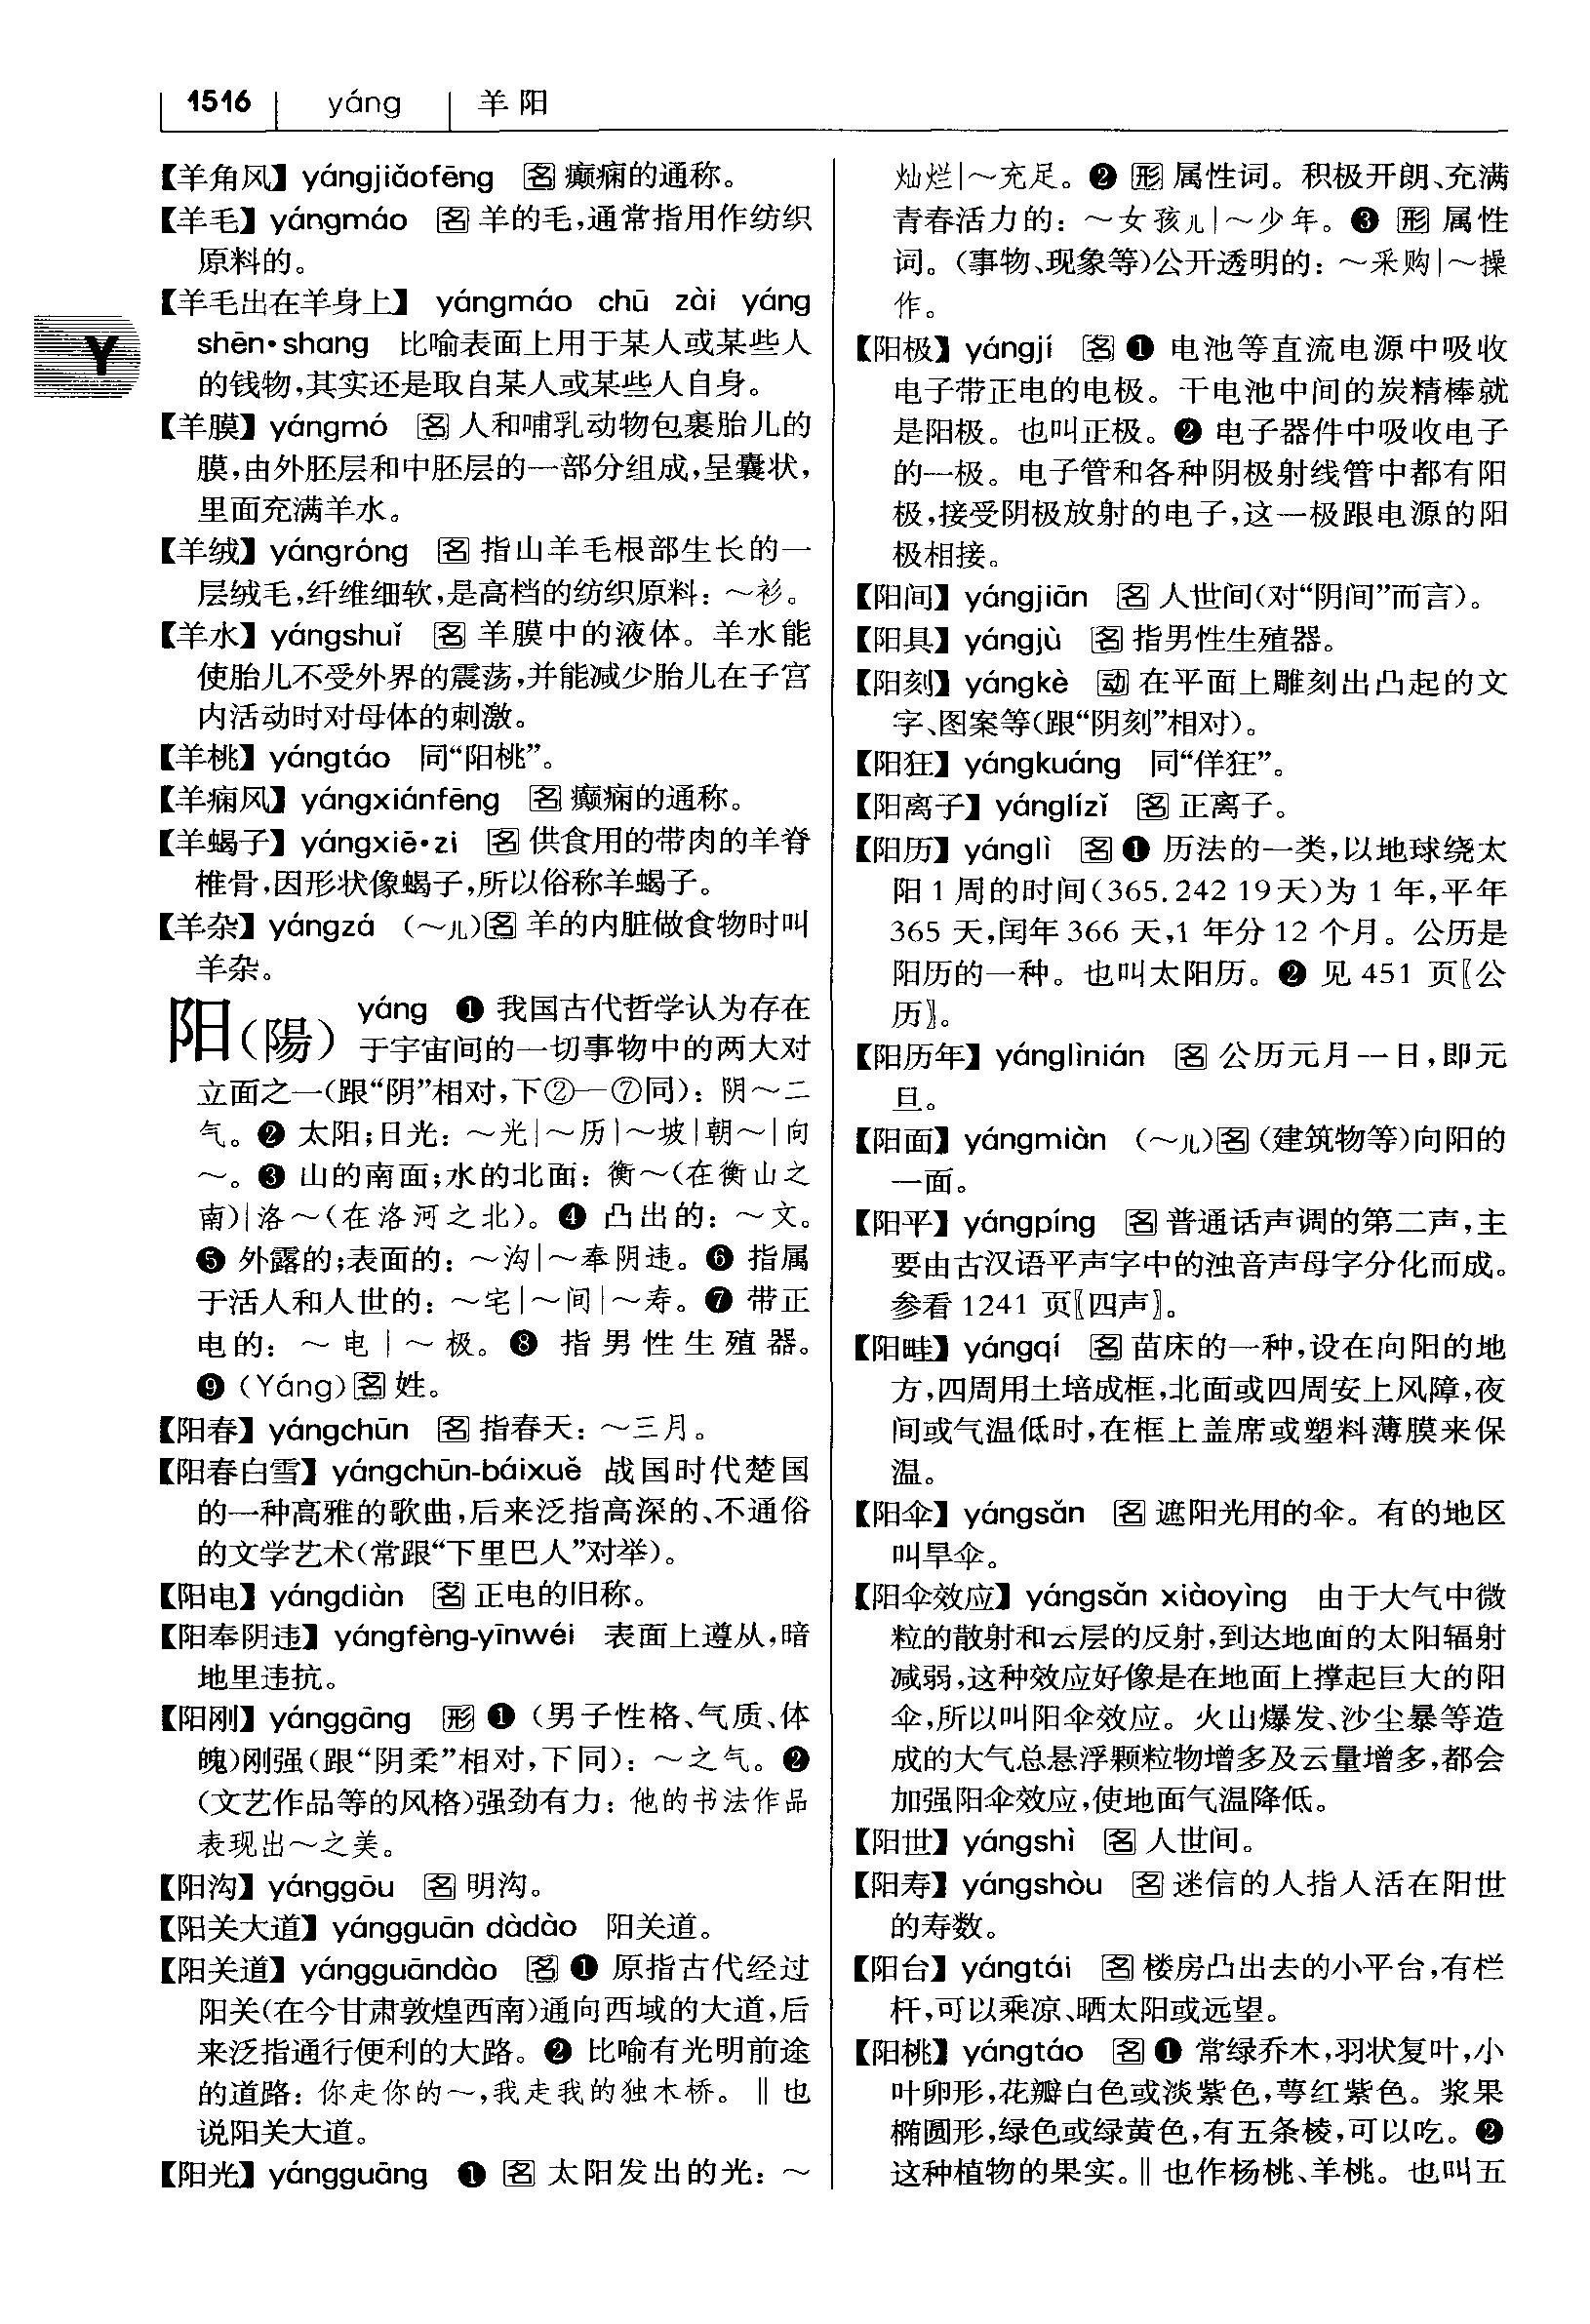 1516 yáng 羊阳
【羊角风】yángjiǎofēng 名 癫痫的通称。
【羊毛】yángmáo 名 羊的毛,通常指用作纺织
原料的。
【羊毛出在羊身上】 yángmáo chū zài yáng
shēn•shang 比喻表面上用于某人或某些人
的钱物,其实还是取自某人或某些人自身。
【羊膜】yángmó 名 人和哺乳动物包裹胎儿的
膜,由外胚层和中胚层的一部分组成,呈囊状,
里面充满羊水。
【羊绒】yángróng 名 指山羊毛根部生长的一
层绒毛,纤维细软,是高档的纺织原料:～衫。
【羊水】yángshuǐ 名 羊膜中的液体。羊水能
使胎儿不受外界的震荡,并能减少胎儿在子宫
内活动时对母体的刺激。
【羊桃】yángtáo 同“阳桃”。
【羊痫风】yángxiánfēng 名 癫痫的通称。
【羊蝎子】yángxiē•zi 名 供食用的带肉的羊脊
椎骨,因形状像蝎子,所以俗称羊蝎子。
【羊杂】yángzá (～儿)名 羊的内脏做食物时叫
羊杂。
阳(陽) yáng ❶ 我国古代哲学认为存在
于宇宙间的一切事物中的两大对
立面之一(跟“阴”相对,下②—⑦同):阴～二
气。❷ 太阳;日光:～光|～历|～坡|朝～|向
～。❸ 山的南面;水的北面:衡～(在衡山之
南)|洛～(在洛河之北)。❹ 凸出的:～文。
❺ 外露的;表面的:～沟|～奉阴违。❻ 指属
于活人和人世的:～宅|～间|～寿。❼ 带正
电的:～电|～极。❽ 指男性生殖器。
❾ (Yáng)名 姓。
【阳春】yángchūn 名 指春天:～三月。
【阳春白雪】yángchūn-báixuě 战国时代楚国
的一种高雅的歌曲,后来泛指高深的、不通俗
的文学艺术(常跟“下里巴人”对举)。
【阳电】yángdiàn 名 正电的旧称。
【阳奉阴违】yángfèng-yīnwéi 表面上遵从,暗
地里违抗。
【阳刚】yánggāng 形 ❶ (男子性格、气质、体
魄)刚强(跟“阴柔”相对,下同):～之气。❷
(文艺作品等的风格)强劲有力:他的书法作品
表现出～之美。
【阳沟】yánggōu 名 明沟。
【阳关大道】yángguān dàdào 阳关道。
【阳关道】yángguāndào 名 ❶ 原指古代经过
阳关(在今甘肃敦煌西南)通向西域的大道,后
来泛指通行便利的大路。❷ 比喻有光明前途
的道路:你走你的～,我走我的独木桥。‖也
说阳关大道。
【阳光】yángguāng ❶ 名 太阳发出的光:～
灿烂|～充足。❷ 形 属性词。积极开朗、充满
青春活力的:～女孩儿|～少年。❸ 形 属性
词。(事物、现象等)公开透明的:～采购|～操
作。
【阳极】yángjí 名 ❶ 电池等直流电源中吸收
电子带正电的电极。干电池中间的炭精棒就
是阳极。也叫正极。❷ 电子器件中吸收电子
的一极。电子管和各种阴极射线管中都有阳
极,接受阴极放射的电子,这一极跟电源的阳
极相接。
【阳间】yángjiān 名 人世间(对“阴间”而言)。
【阳具】yángjù 名 指男性生殖器。
【阳刻】yángkè 动 在平面上雕刻出凸起的文
字、图案等(跟“阴刻”相对)。
【阳狂】yángkuáng 同“佯狂”。
【阳离子】yánglízǐ 名 正离子。
【阳历】yánglì 名 ❶ 历法的一类,以地球绕太
阳1周的时间(365.242 19天)为1年,平年
365天,闰年366天,1年分12个月。公历是
阳历的一种。也叫太阳历。❷ 见451页〖公
历〗。
【阳历年】yánglìnián 名 公历元月一日,即元
旦。
【阳面】yángmiàn (～儿)名 (建筑物等)向阳的
一面。
【阳平】yángpíng 名 普通话声调的第二声,主
要由古汉语平声字中的浊音声母字分化而成。
参看1241页〖四声〗。
【阳畦】yángqí 名 苗床的一种,设在向阳的地
方,四周用土培成框,北面或四周安上风障,夜
间或气温低时,在框上盖席或塑料薄膜来保
温。
【阳伞】yángsǎn 名 遮阳光用的伞。有的地区
叫旱伞。
【阳伞效应】yángsǎn xiàoyìng 由于大气中微
粒的散射和云层的反射,到达地面的太阳辐射
减弱,这种效应好像是在地面上撑起巨大的阳
伞,所以叫阳伞效应。火山爆发、沙尘暴等造
成的大气总悬浮颗粒物增多及云量增多,都会
加强阳伞效应,使地面气温降低。
【阳世】yángshì 名 人世间。
【阳寿】yángshòu 名 迷信的人指人活在阳世
的寿数。
【阳台】yángtái 名 楼房凸出去的小平台,有栏
杆,可以乘凉、晒太阳或远望。
【阳桃】yángtáo 名 ❶ 常绿乔木,羽状复叶,小
叶卵形,花瓣白色或淡紫色,萼红紫色。浆果
椭圆形,绿色或绿黄色,有五条棱,可以吃。❷
这种植物的果实。‖也作杨桃、羊桃。也叫五
Y